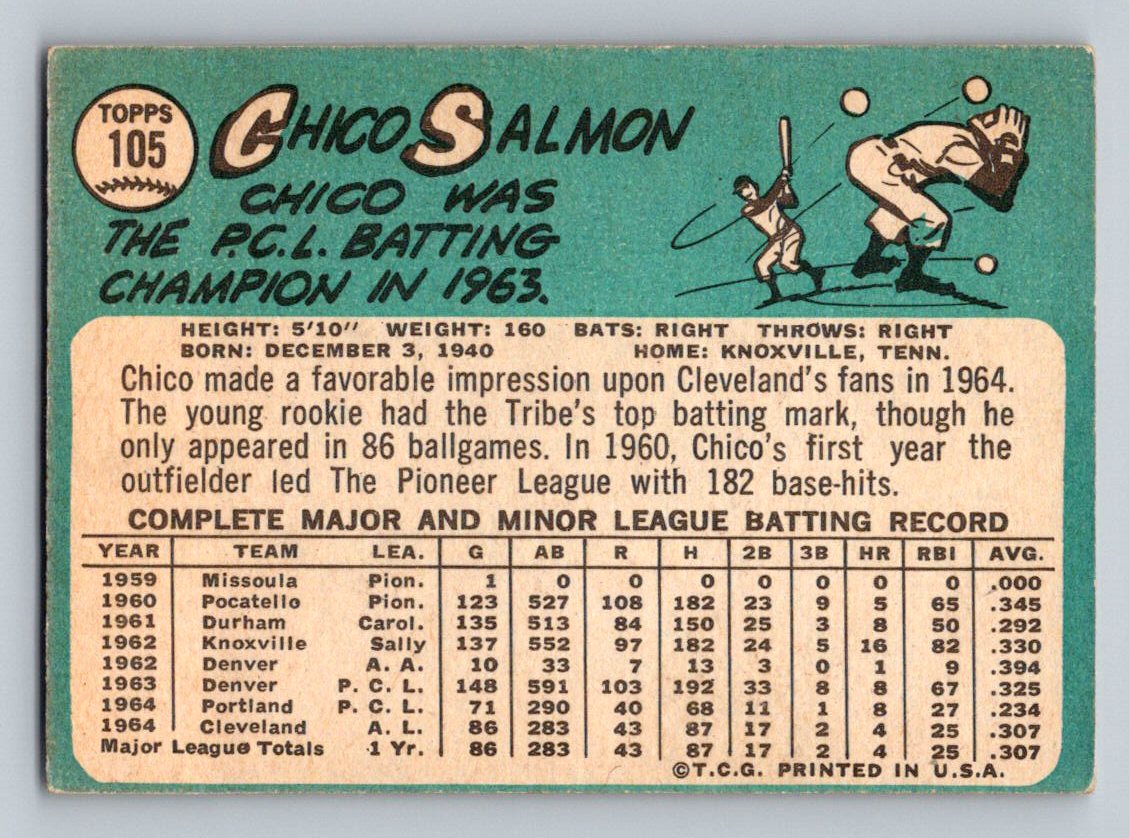 TOPPS
105
CHICO SALMON
CHICO WAS
THE P.C.L. BATTING
CHAMPION IN 1963.
HEIGHT: 5'10" WEIGHT: 160 BATS: RIGHT THROWS: RIGHT
BORN: DECEMBER 3, 1940 HOME: KNOXVILLE, TENN.
Chico made a favorable impression upon Cleveland's fans in 1964.
The young rookie had the Tribe's top batting mark, though he
only appeared in 86 ballgames. In 1960, Chico's first year the
outfielder led The Pioneer League with 182 base-hits.
COMPLETE MAJOR AND MINOR LEAGUE BATTING RECORD
YEAR TEAM LEA. G AB R H 2B 3B HR RBI AVG.
1959 Missoula Pion. 1 0 0 0 0 0 0 0 .000
1960 Pocatello Pion. 123 527 108 182 23 9 5 65 .345
1961 Durham Carol. 135 513 84 150 25 3 8 50 .292
1962 Knoxville Sally 137 552 97 182 24 5 16 82 .330
1962 Denver A. A. 10 33 7 13 3 0 1 9 .394
1963 Denver P. C. L. 148 591 103 192 33 8 8 67 .325
1964 Portland P. C. L. 71 290 40 68 11 1 8 27 .234
1964 Cleveland A. L. 86 283 43 87 17 2 4 25 .307
Major League Totals 1 Yr. 86 283 43 87 17 2 4 25 .307
©T.C.G. PRINTED IN U.S.A.